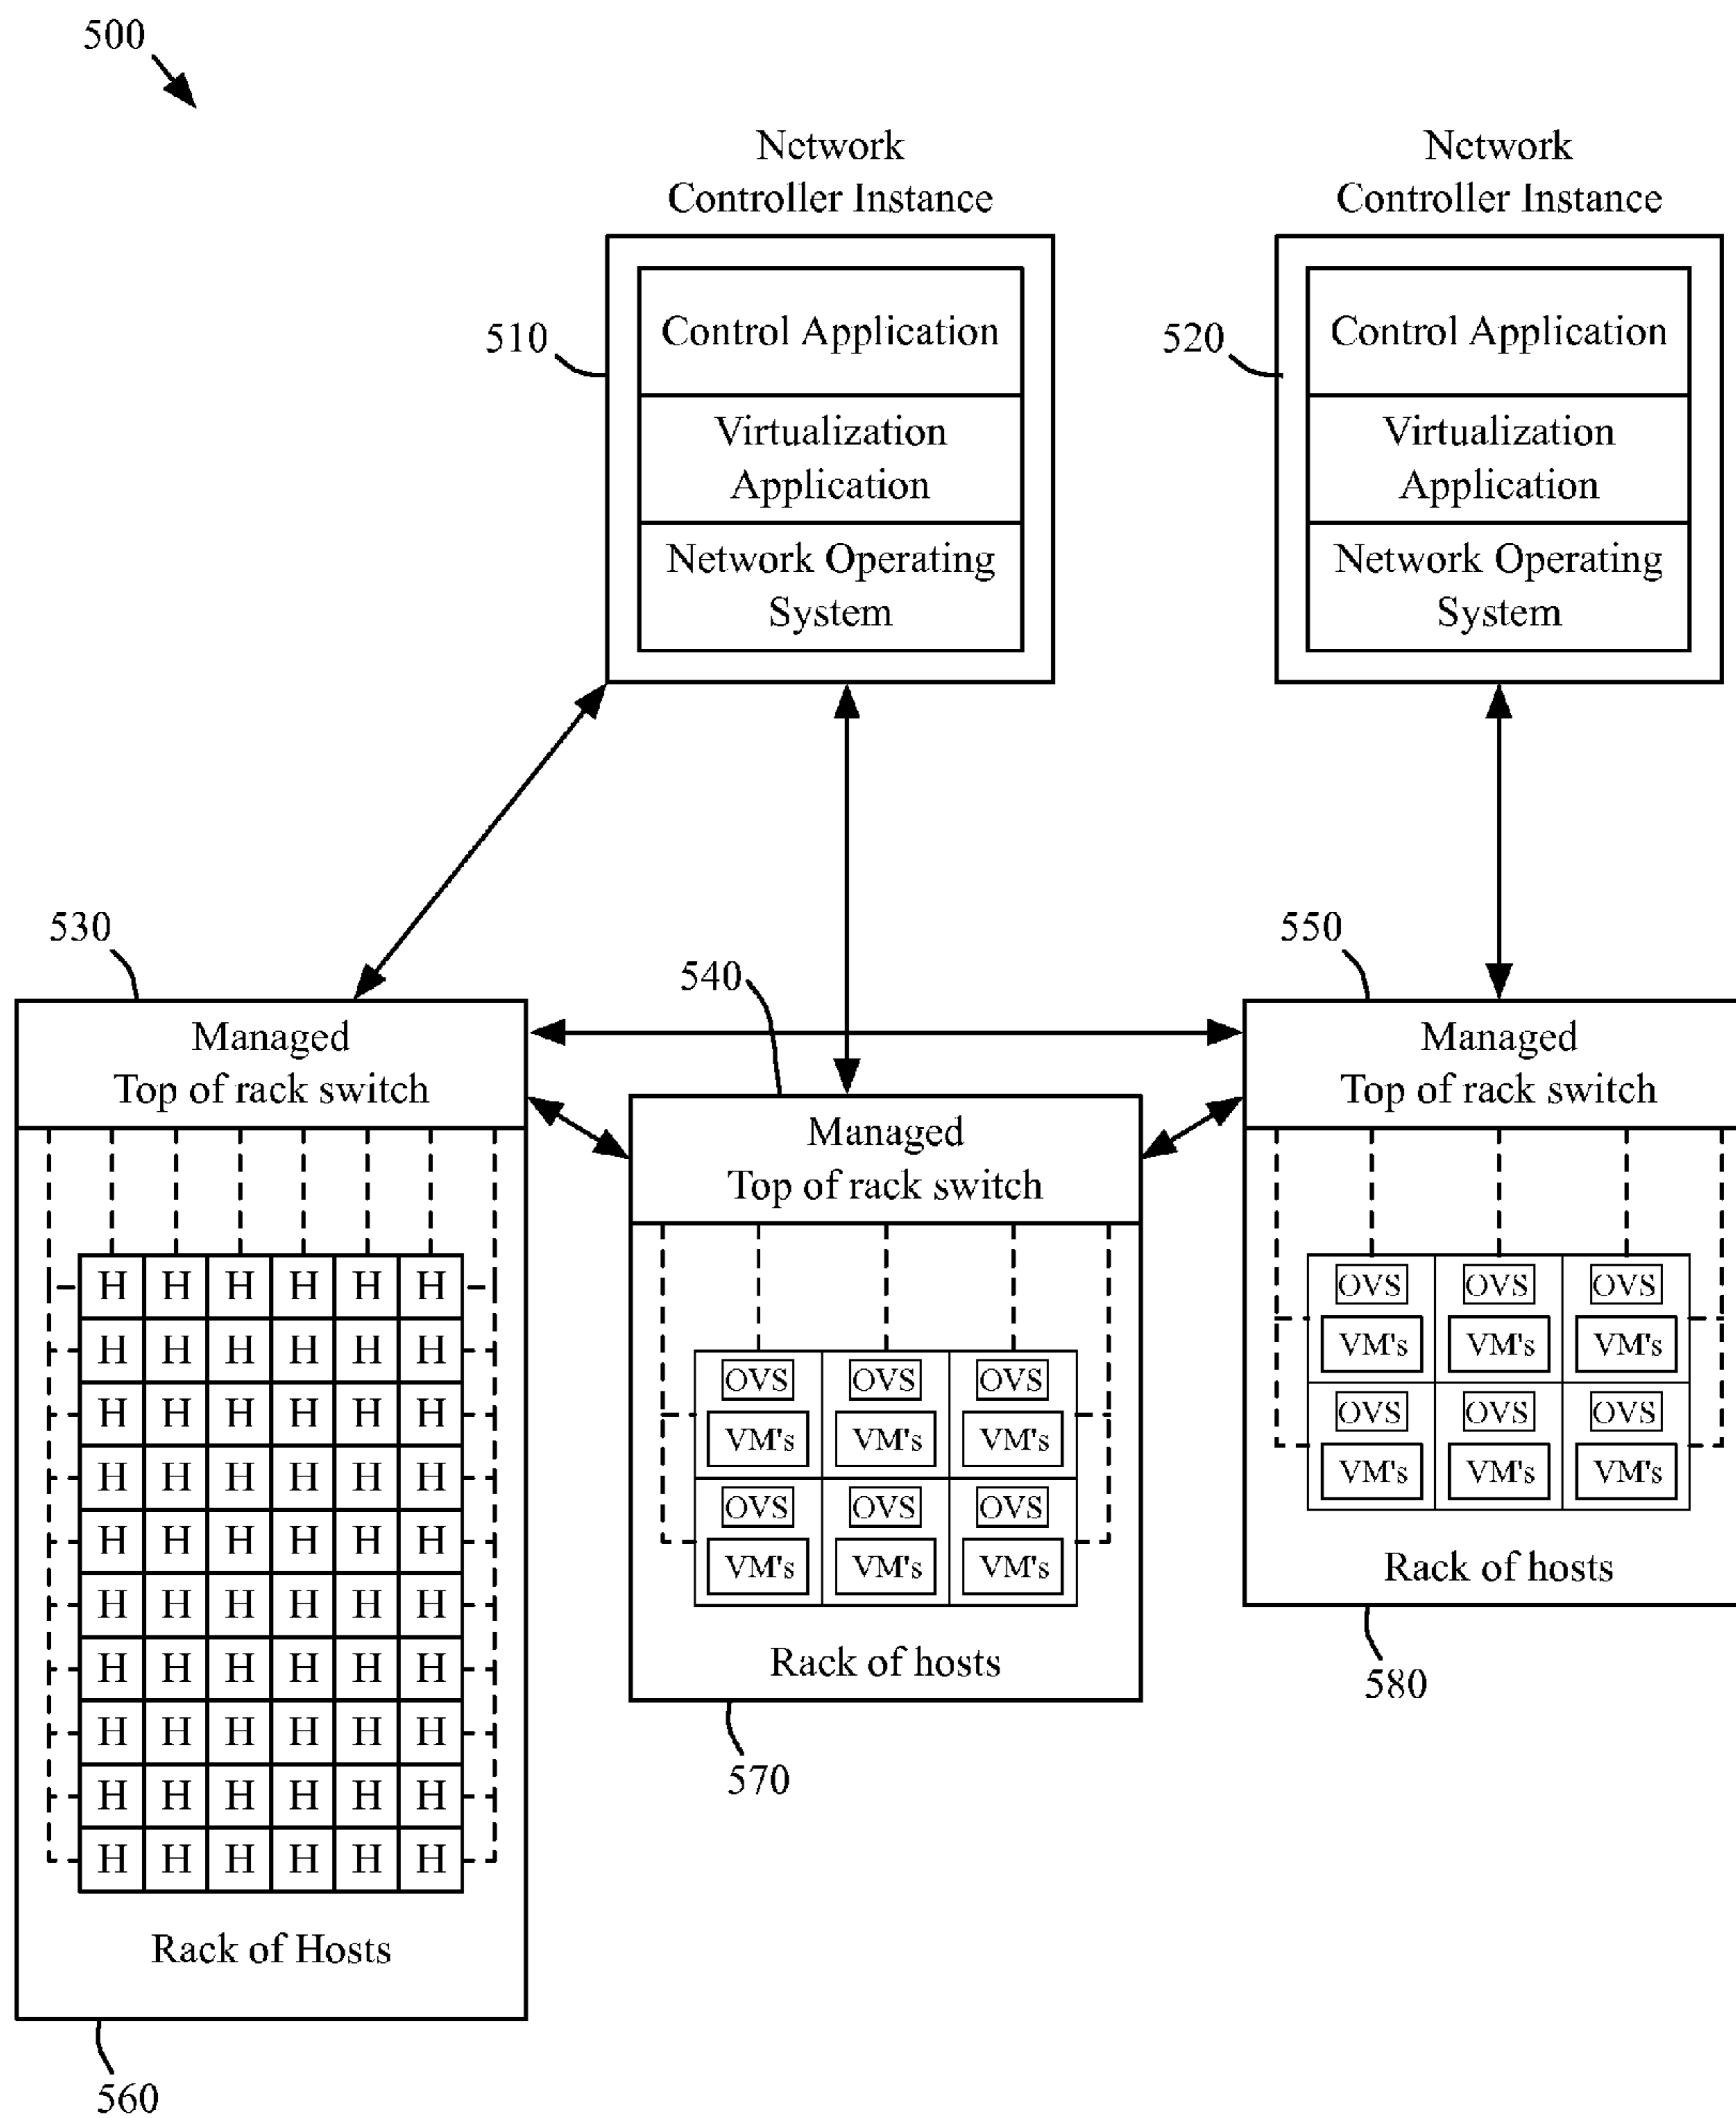 500
Network
Controller Instance
Network
Controller Instance
510
Control Application
Virtualization
Application
Network Operating
System
520
Control Application
Virtualization
Application
Network Operating
System
530
Managed
Top of rack switch
540
Managed
Top of rack switch
550
Managed
Top of rack switch
H H H H H H
H H H H H H
H H H H H H
H H H H H H
H H H H H H
H H H H H H
H H H H H H
H H H H H H
H H H H H H
H H H H H H
Rack of Hosts
560
OVS OVS OVS
VM's VM's VM's
OVS OVS OVS
VM's VM's VM's
Rack of hosts
570
OVS OVS OVS
VM's VM's VM's
OVS OVS OVS
VM's VM's VM's
Rack of hosts
580